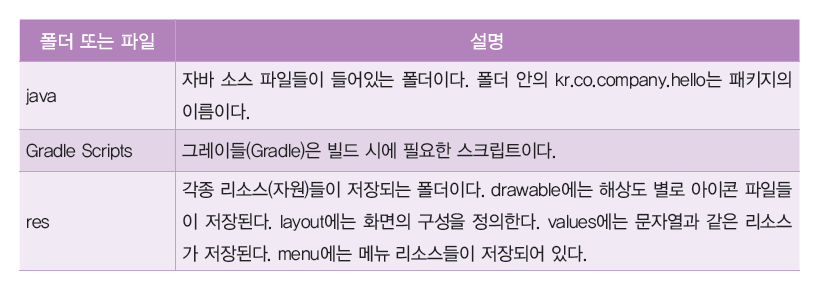 폴더 또는 파일 설명
java
자바 소스 파일들이 들어있는 폴더이다. 폴더 안의 kr.co.company.hello는 패키지의
이름이다.
Gradle Scripts 그레이들(Gradle)은 빌드 시에 필요한 스크립트이다.
res
각종 리소스(자원)들이 저장되는 폴더이다. drawable에는 해상도 별로 아이콘 파일들
이 저장된다. layout에는 화면의 구성을 정의한다. values에는 문자열과 같은 리소스
가 저장된다. menu에는 메뉴 리소스들이 저장되어 있다.